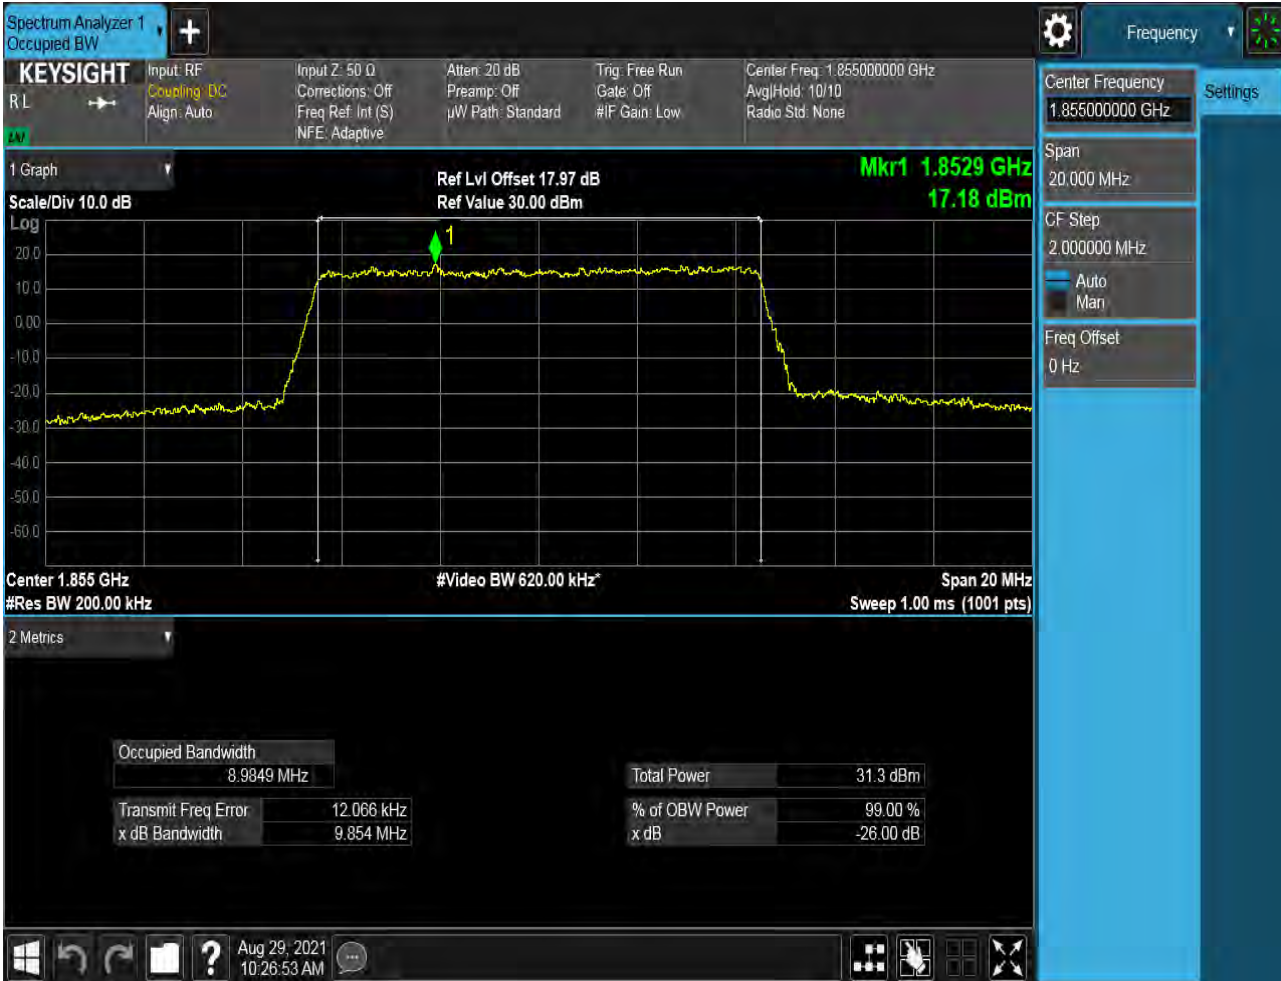 Spectrum Analyzer 1
Occupied BW
Frequency
KEYSIGHT
R L
Input: RF
Coupling: DC
Align: Auto
Input Z: 50 Ω
Corrections: Off
Freq Ref: Int (S)
NFE: Adaptive
Atten: 20 dB
Preamp: Off
µW Path: Standard
Trig: Free Run
Gate: Off
#IF Gain: Low
Center Freq: 1.855000000 GHz
Avg|Hold: 10/10
Radio Std: None
Center Frequency
1.855000000 GHz
Settings
Span
20.000 MHz
CF Step
2.000000 MHz
Auto
Man
Freq Offset
0 Hz
1 Graph
Scale/Div 10.0 dB
Log
Ref Lvl Offset 17.97 dB
Ref Value 30.00 dBm
Mkr1 1.8529 GHz
17.18 dBm
1
20.0
10.0
0.00
-10.0
-20.0
-30.0
-40.0
-50.0
-60.0
Center 1.855 GHz
#Video BW 620.00 kHz*
Span 20 MHz
#Res BW 200.00 kHz
Sweep 1.00 ms (1001 pts)
2 Metrics
Occupied Bandwidth
8.9849 MHz
Total Power 31.3 dBm
Transmit Freq Error 12.066 kHz
% of OBW Power 99.00 %
x dB Bandwidth 9.854 MHz
x dB -26.00 dB
?
Aug 29, 2021
10:26:53 AM